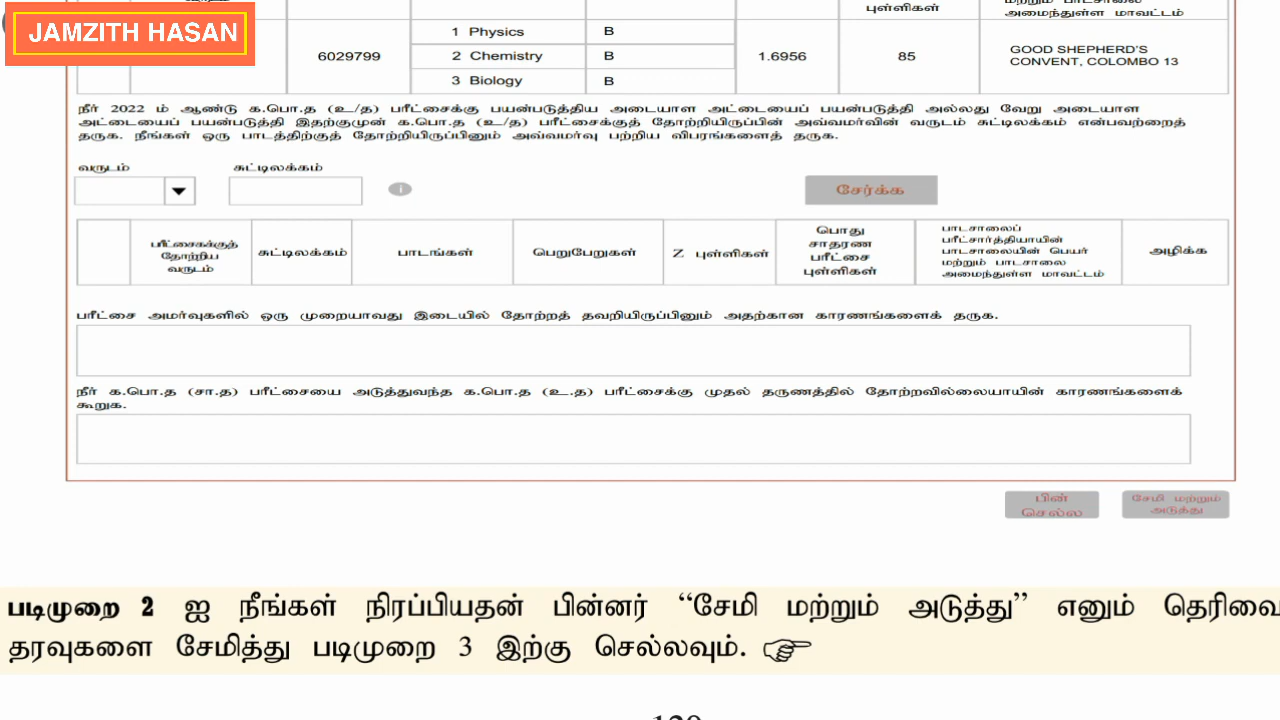 JAMZITH HASAN
புள்ளிகள்
அமைந்துள்ள மாவட்டம்
1 Physics B
6029799 2 Chemistry B 1.6956 85 GOOD SHEPHERD'S
CONVENT, COLOMBO 13
3 Biology B
நீர் 2022 ம் ஆண்டு க.பொ.த (உ/த) பரீட்சைக்கு பயன்படுத்திய அடையாள அட்டையைப் பயன்படுத்தி அல்லது வேறு அடையாள
அட்டையைப் பயன்படுத்தி இதற்குமுன் க.பொ.த (உ/த) பரீட்சைக்குத் தோற்றியிருப்பின் அவ்வமர்வின் வருடம் சுட்டிலக்கம் என்பவற்றைத்
தருக. நீங்கள் ஒரு பாடத்திற்குத் தோற்றியிருப்பினும் அவ்வமர்வு பற்றிய விபரங்களைத் தருக.
வருடம் சுட்டிலக்கம்
சேர்க்க
பரீட்சைக்குத்
தோற்றிய
வருடம்
சுட்டிலக்கம்
பாடங்கள்
பெறுபேறுகள்
Z புள்ளிகள்
பொது
சாதரண
பரீட்சை
புள்ளிகள்
பாடசாலைப்
பரீட்சார்த்தியாயின்
பாடசாலையின் பெயர்
மற்றும் பாடசாலை
அமைந்துள்ள மாவட்டம்
அழிக்க
பரீட்சை அமர்வுகளில் ஒரு முறையாவது இடையில் தோற்றத் தவறியிருப்பினும் அதற்கான காரணங்களைக் தருக.
நீர் க.பொ.த (சா.த) பரீட்சையை அடுத்துவந்த க.பொ.த (உ.த) பரீட்சைக்கு முதல் தருணத்தில் தோற்றவில்லையாயின் காரணங்களைக்
கூறுக.
பின்
செல்ல
சேமி மற்றும்
அடுத்து
படிமுறை 2 ஐ நீங்கள் நிரப்பியதன் பின்னர் “சேமி மற்றும் அடுத்து” எனும் தெரிவை
தரவுகளை சேமித்து படிமுறை 3 இற்கு செல்லவும்.